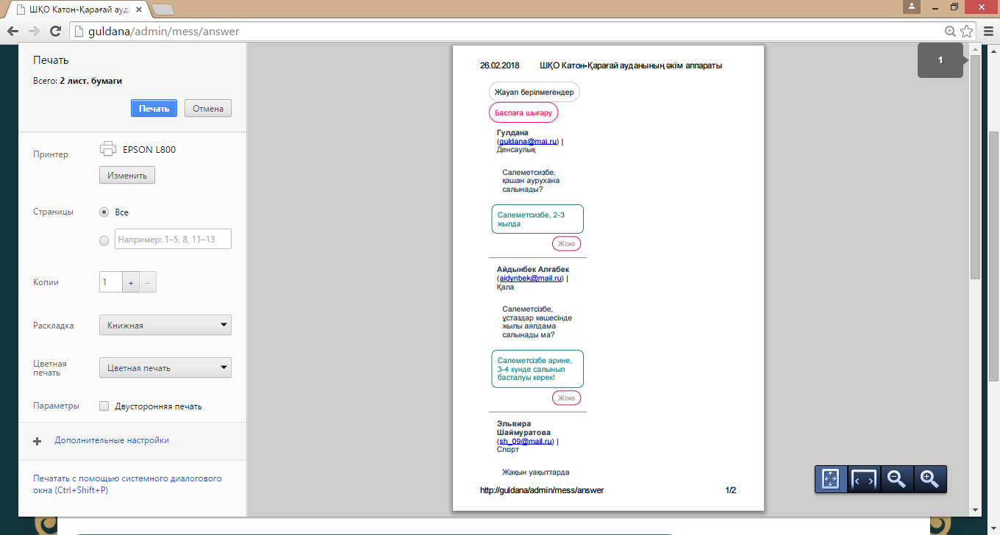 ШҚО Катон-Қарағай ауда
guldana/admin/mess/answer
Печать
Всего: 2 лист. бумаги
Печать
Отмена
Принтер
EPSON L800
Изменить
Страницы
Все
Например: 1–5, 8, 11–13
Копии
1
+
–
Раскладка
Книжная
Цветная
печать
Цветная печать
Параметры
Двусторонняя печать
Дополнительные настройки
Печатать с помощью системного диалогового
окна (Ctrl+Shift+P)
26.02.2018 ШҚО Катон-Қарағай ауданының әкім аппараты
Жауап берілмегендер
Баспаға шығару
Гулдана
(guldana@mai.ru) |
Денсаулық
Салеметсизбе,
қашан аурухана
салынады?
Салеметсизбе, 2-3
жылда
Жою
Айдынбек Алғабек
(aidynbek@mail.ru) |
Қала
Салеметсізбе,
ұстаздар көшесінде
жылы аялдама
салынады ма?
Салеметсізбе арине,
3-4 күнде салынып
басталуы керек!
Жою
Эльвира
Шаймуратова
(sh_09@mail.ru) |
Спорт
Жақын уақыттарда
http://guldana/admin/mess/answer 1/2
1